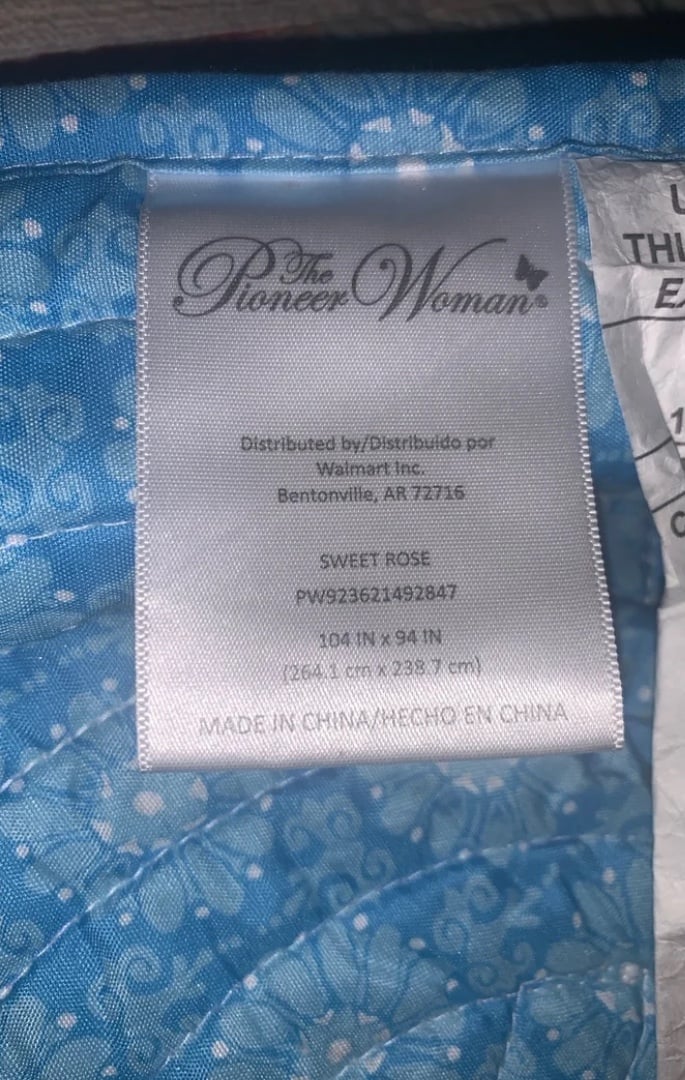 The
Pioneer Woman®
Distributed by/Distribuido por
Walmart Inc.
Bentonville, AR 72716
SWEET ROSE
PW923621492847
104 IN x 94 IN
(264.1 cm x 238.7 cm)
MADE IN CHINA/HECHO EN CHINA